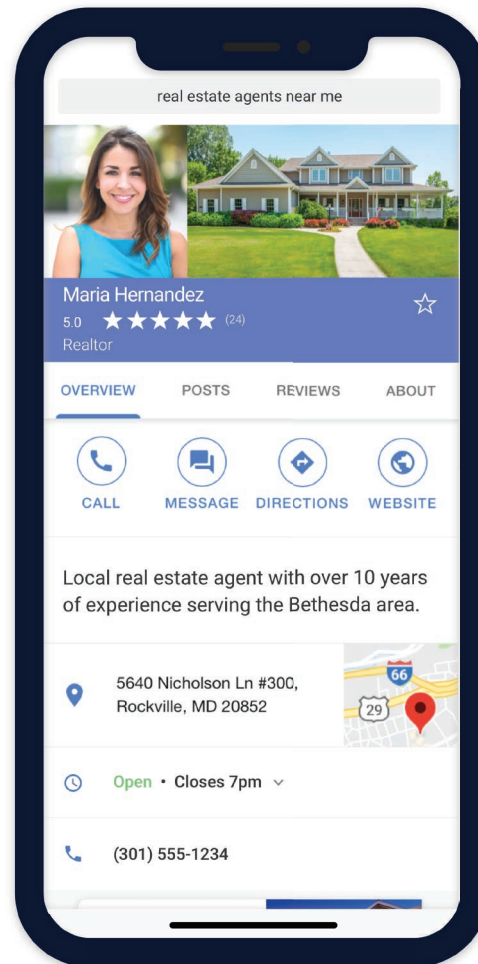 real estate agents near me
Maria Hernandez
5.0 (24)
Realtor
OVERVIEW POSTS REVIEWS ABOUT
CALL MESSAGE DIRECTIONS WEBSITE
Local real estate agent with over 10 years
of experience serving the Bethesda area.
5640 Nicholson Ln #300,
Rockville, MD 20852
66
29
Open • Closes 7pm
(301) 555-1234